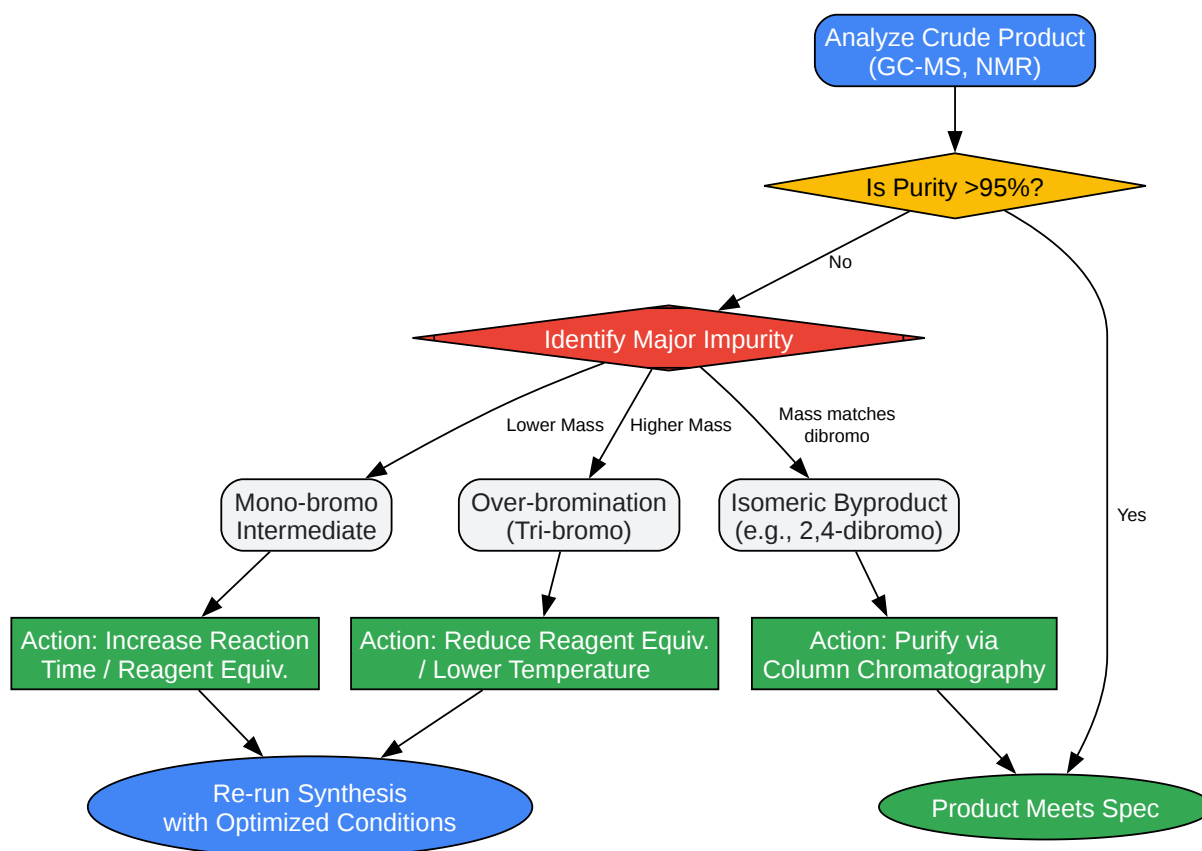 Analyze Crude Product
(GC-MS, NMR)
Is Purity >95%?
No
Identify Major Impurity
Lower Mass
Higher Mass
Mass matches
dibromo
Mono-bromo
Intermediate
Over-bromination
(Tri-bromo)
Isomeric Byproduct
(e.g., 2,4-dibromo)
Yes
Action: Increase Reaction
Time / Reagent Equiv.
Action: Reduce Reagent Equiv.
/ Lower Temperature
Action: Purify via
Column Chromatography
Re-run Synthesis
with Optimized Conditions
Product Meets Spec